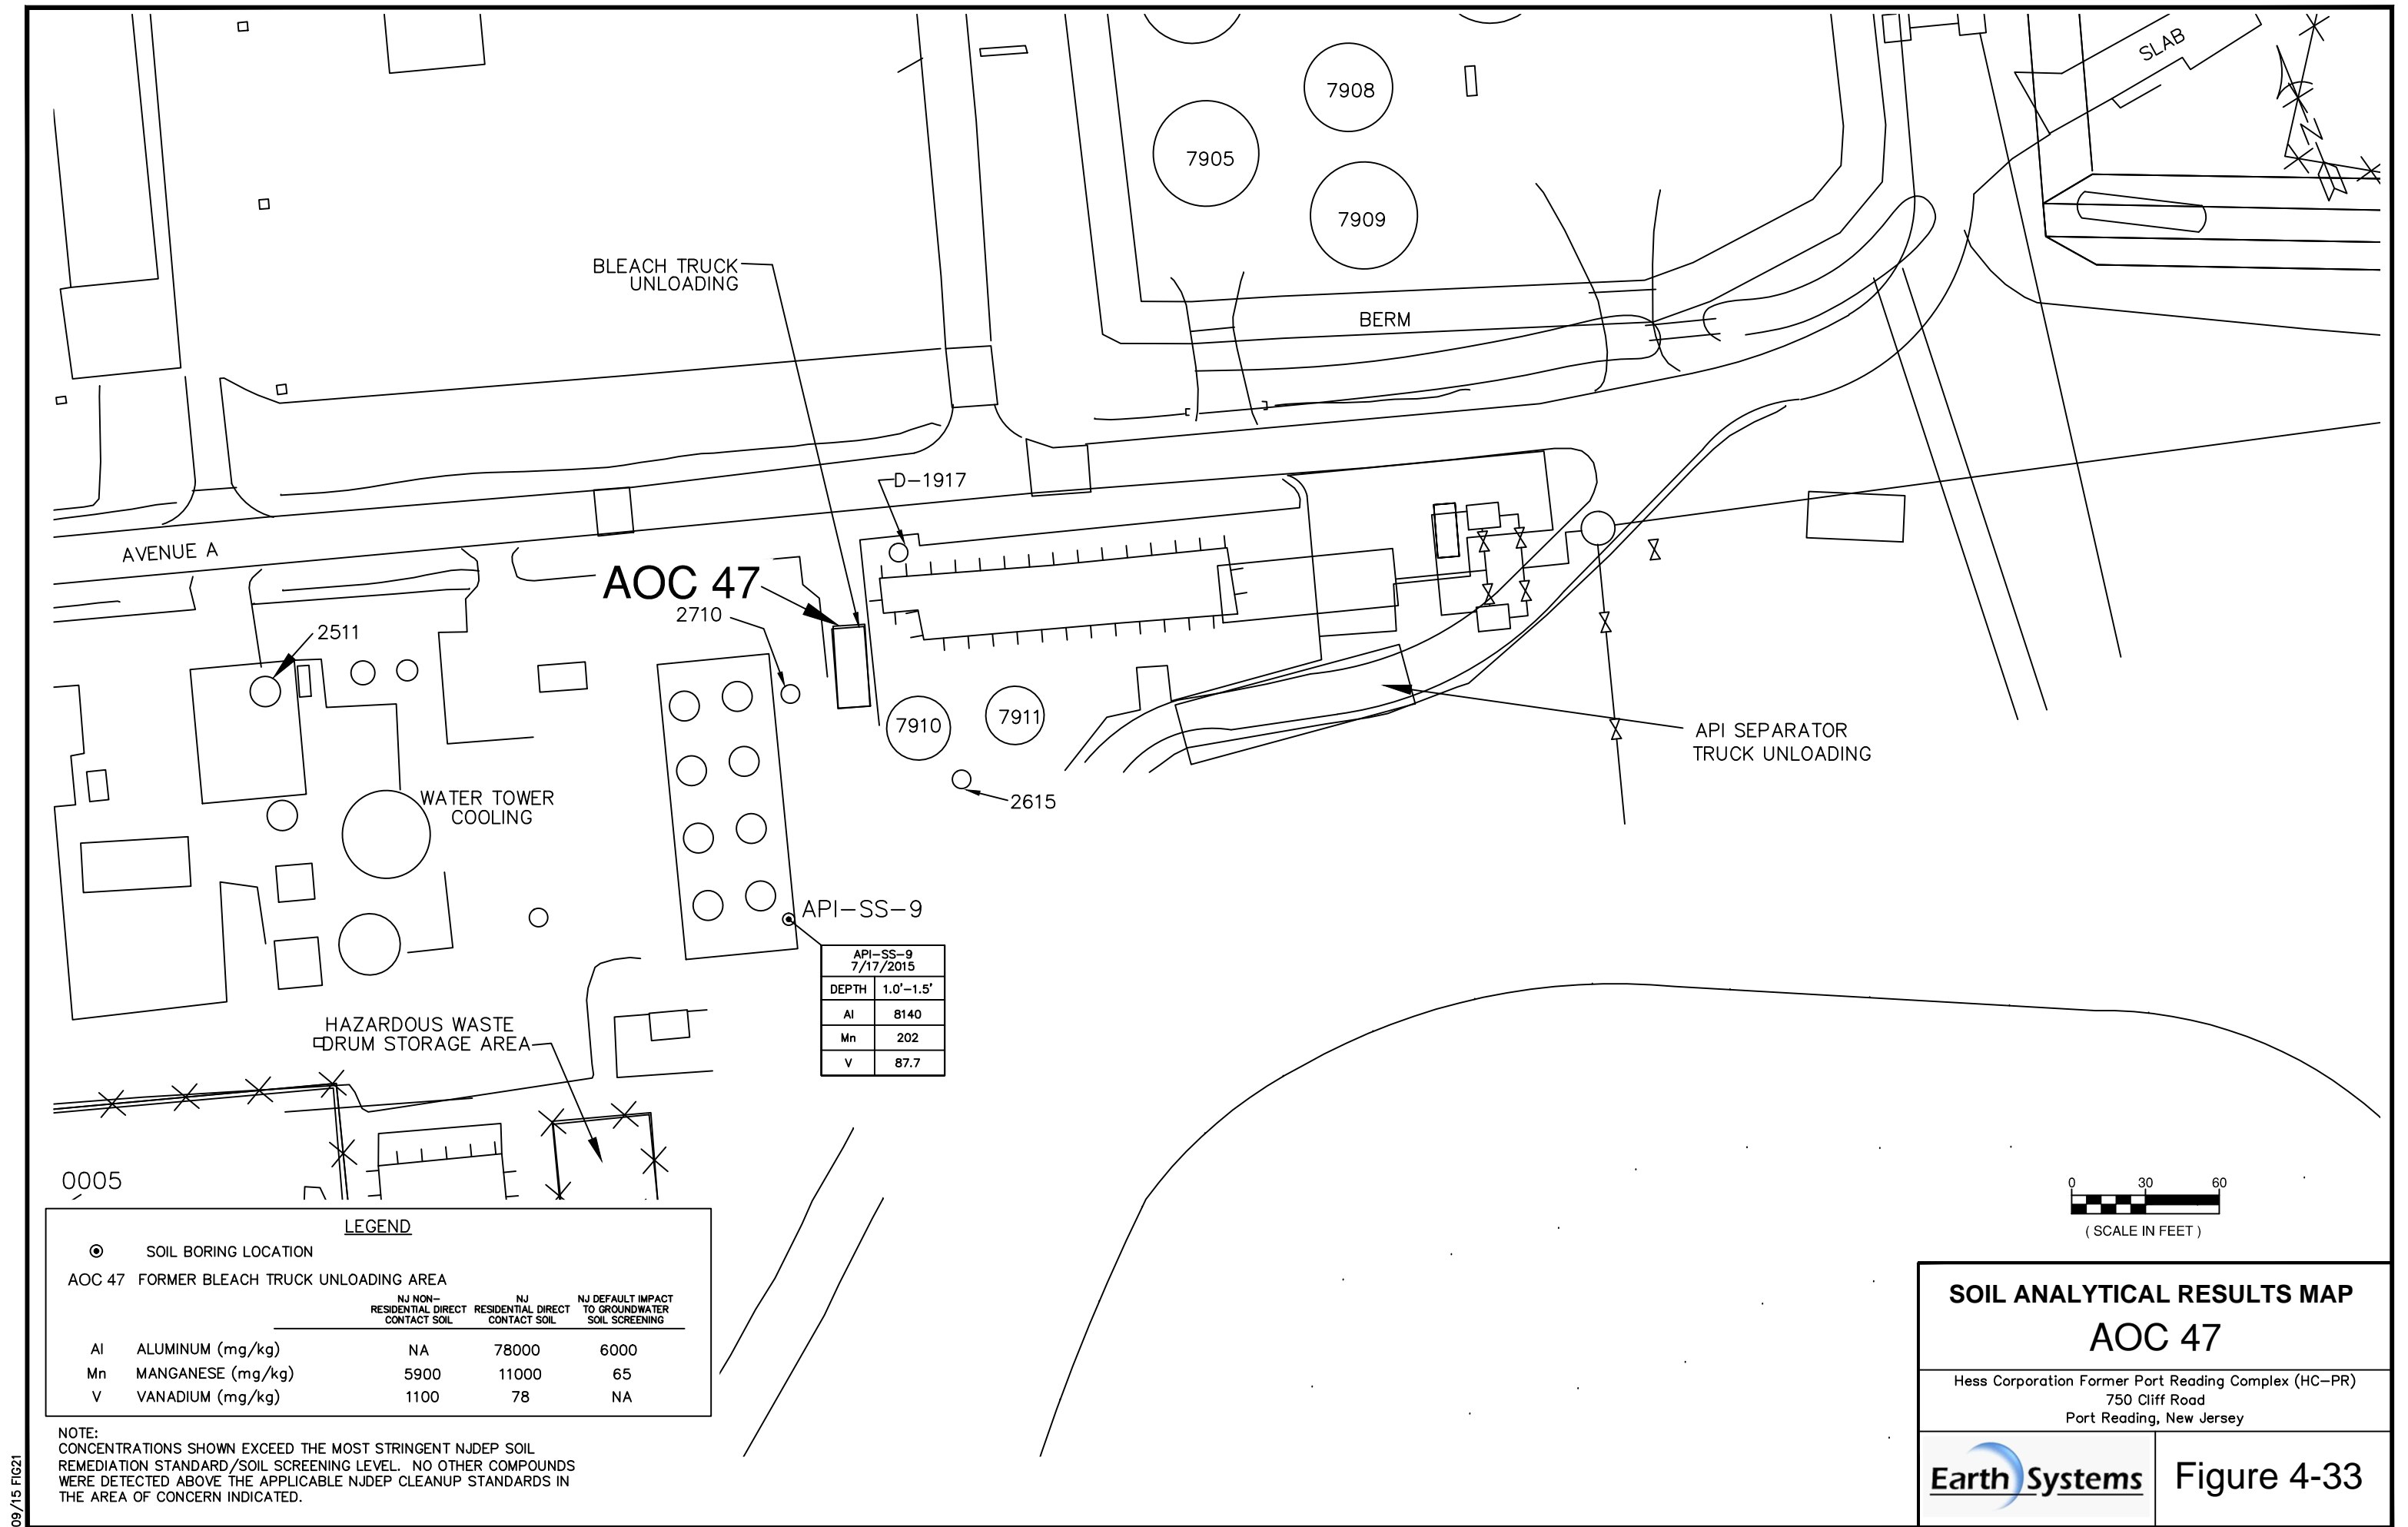 SLAB
7908
7905
7909
N
BLEACH TRUCK
UNLOADING
BERM
D-1917
AVENUE A
AOC 47
2710
2511
7910
7911
API SEPARATOR
TRUCK UNLOADING
WATER TOWER
COOLING
2615
API-SS-9
API-SS-9
7/17/2015
DEPTH 1.0'-1.5'
Al 8140
Mn 202
V 87.7
HAZARDOUS WASTE
DRUM STORAGE AREA
0005
0 30 60
( SCALE IN FEET )
LEGEND
SOIL BORING LOCATION
AOC 47 FORMER BLEACH TRUCK UNLOADING AREA
NJ NON-
RESIDENTIAL DIRECT
CONTACT SOIL
NJ
RESIDENTIAL DIRECT
CONTACT SOIL
NJ DEFAULT IMPACT
TO GROUNDWATER
SOIL SCREENING
Al ALUMINUM (mg/kg) NA 78000 6000
Mn MANGANESE (mg/kg) 5900 11000 65
V VANADIUM (mg/kg) 1100 78 NA
NOTE:
CONCENTRATIONS SHOWN EXCEED THE MOST STRINGENT NJDEP SOIL
REMEDIATION STANDARD/SOIL SCREENING LEVEL. NO OTHER COMPOUNDS
WERE DETECTED ABOVE THE APPLICABLE NJDEP CLEANUP STANDARDS IN
THE AREA OF CONCERN INDICATED.
09/15 FIG21
SOIL ANALYTICAL RESULTS MAP
AOC 47
Hess Corporation Former Port Reading Complex (HC-PR)
750 Cliff Road
Port Reading, New Jersey
Earth Systems
Figure 4-33